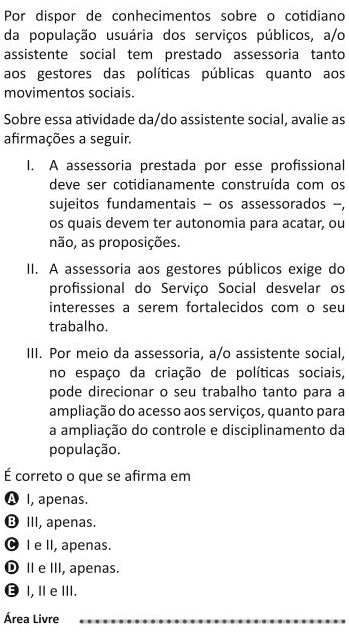 Por dispor de conhecimentos sobre o cotidiano
da população usuária dos serviços públicos, a/o
assistente social tem prestado assessoria tanto
aos gestores das políticas públicas quanto aos
movimentos sociais.
Sobre essa atividade da/do assistente social, avalie as
afirmações a seguir.
I. A assessoria prestada por esse profissional
deve ser cotidianamente construída com os
sujeitos fundamentais – os assessorados –,
os quais devem ter autonomia para acatar, ou
não, as proposições.
II. A assessoria aos gestores públicos exige do
profissional do Serviço Social desvelar os
interesses a serem fortalecidos com o seu
trabalho.
III. Por meio da assessoria, a/o assistente social,
no espaço da criação de políticas sociais,
pode direcionar o seu trabalho tanto para a
ampliação do acesso aos serviços, quanto para
a ampliação do controle e disciplinamento da
população.
É correto o que se afirma em
A I, apenas.
B III, apenas.
C I e II, apenas.
D II e III, apenas.
E I, II e III.
Área Livre